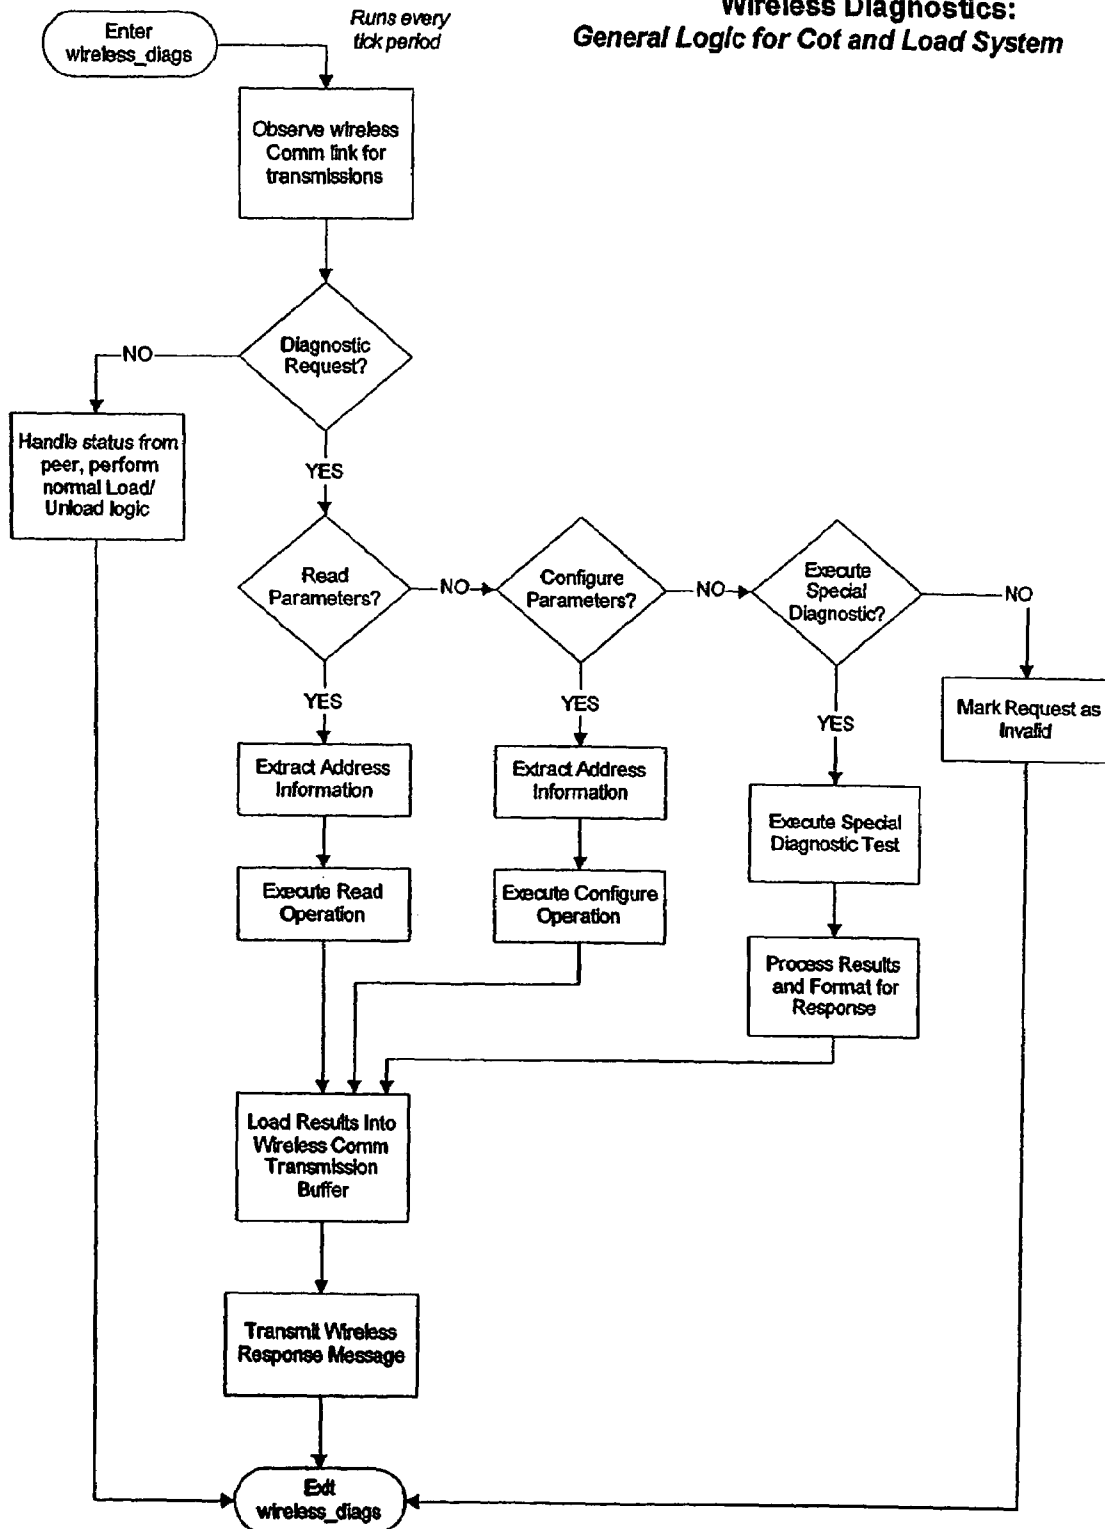 Wireless Diagnostics:
General Logic for Cot and Load System
Runs every
tick period
Enter
wireless_diags
Observe wireless
Comm link for
transmissions
Diagnostic
Request?
NO
Handle status from
peer, perform
normal Load/
Unload logic
YES
Read
Parameters?
NO
Configure
Parameters?
NO
Execute
Special
Diagnostic?
NO
YES
YES
YES
Mark Request as
Invalid
Extract Address
Information
Extract Address
Information
Execute Special
Diagnostic Test
Execute Read
Operation
Execute Configure
Operation
Process Results
and Format for
Response
Load Results Into
Wireless Comm
Transmission
Buffer
Transmit Wireless
Response Message
Exit
wireless_diags